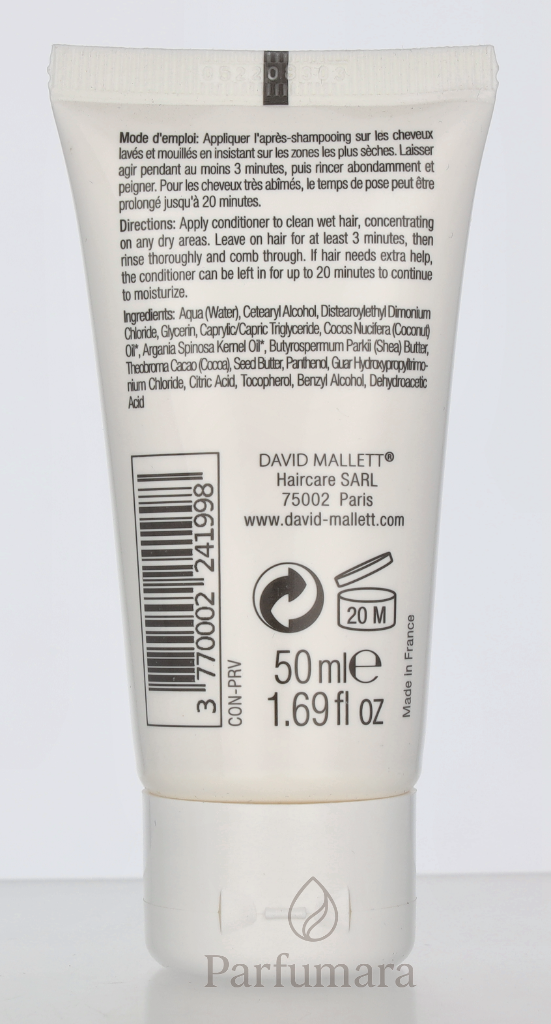 Mode d'emploi: Appliquer l'après-shampooing sur les cheveux
lavés et mouillés en insistant sur les zones les plus sèches. Laisser
agir pendant au moins 3 minutes, puis rincer abondamment et
peigner. Pour les cheveux très abîmés, le temps de pose peut être
prolongé jusqu'à 20 minutes.
Directions: Apply conditioner to clean wet hair, concentrating
on any dry areas. Leave on hair for at least 3 minutes, then
rinse thoroughly and comb through. If hair needs extra help,
the conditioner can be left in for up to 20 minutes to continue
to moisturize.
Ingredients: Aqua (Water), Cetearyl Alcohol, Distearoylethyl Dimonium
Chloride, Glycerin, Caprylic/Capric Triglyceride, Cocos Nucifera (Coconut)
Oil*, Argania Spinosa Kernel Oil*, Butyrospermum Parkii (Shea) Butter,
Theobroma Cacao (Cocoa), Seed Butter, Panthenol, Guar Hydroxypropyltrimo-
nium Chloride, Citric Acid, Tocopherol, Benzyl Alcohol, Dehydroacetic
Acid
DAVID MALLETT®
Haircare SARL
75002 Paris
www.david-mallett.com
3 770002 241998
CON-PRV
20 M
50 ml e
1.69 fl oz
Made In France
Parfumara